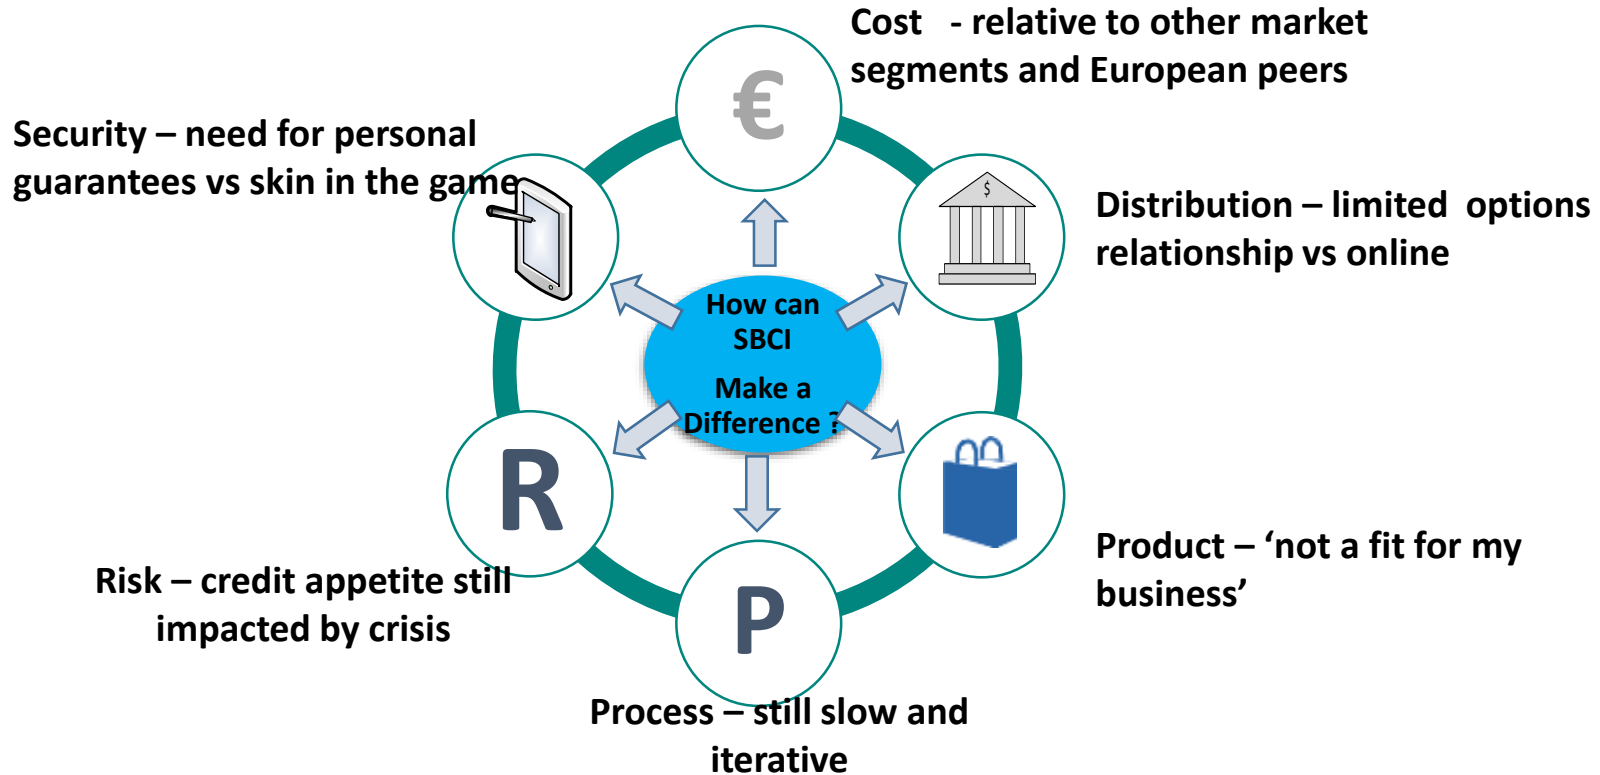 Cost - relative to other market
segments and European peers
€
Security – need for personal
guarantees vs skin in the game
$
Distribution – limited options
relationship vs online
How can
SBCI
Make a
Difference ?
R
Product – ‘not a fit for my
business’
Risk – credit appetite still
impacted by crisis
P
Process – still slow and
iterative